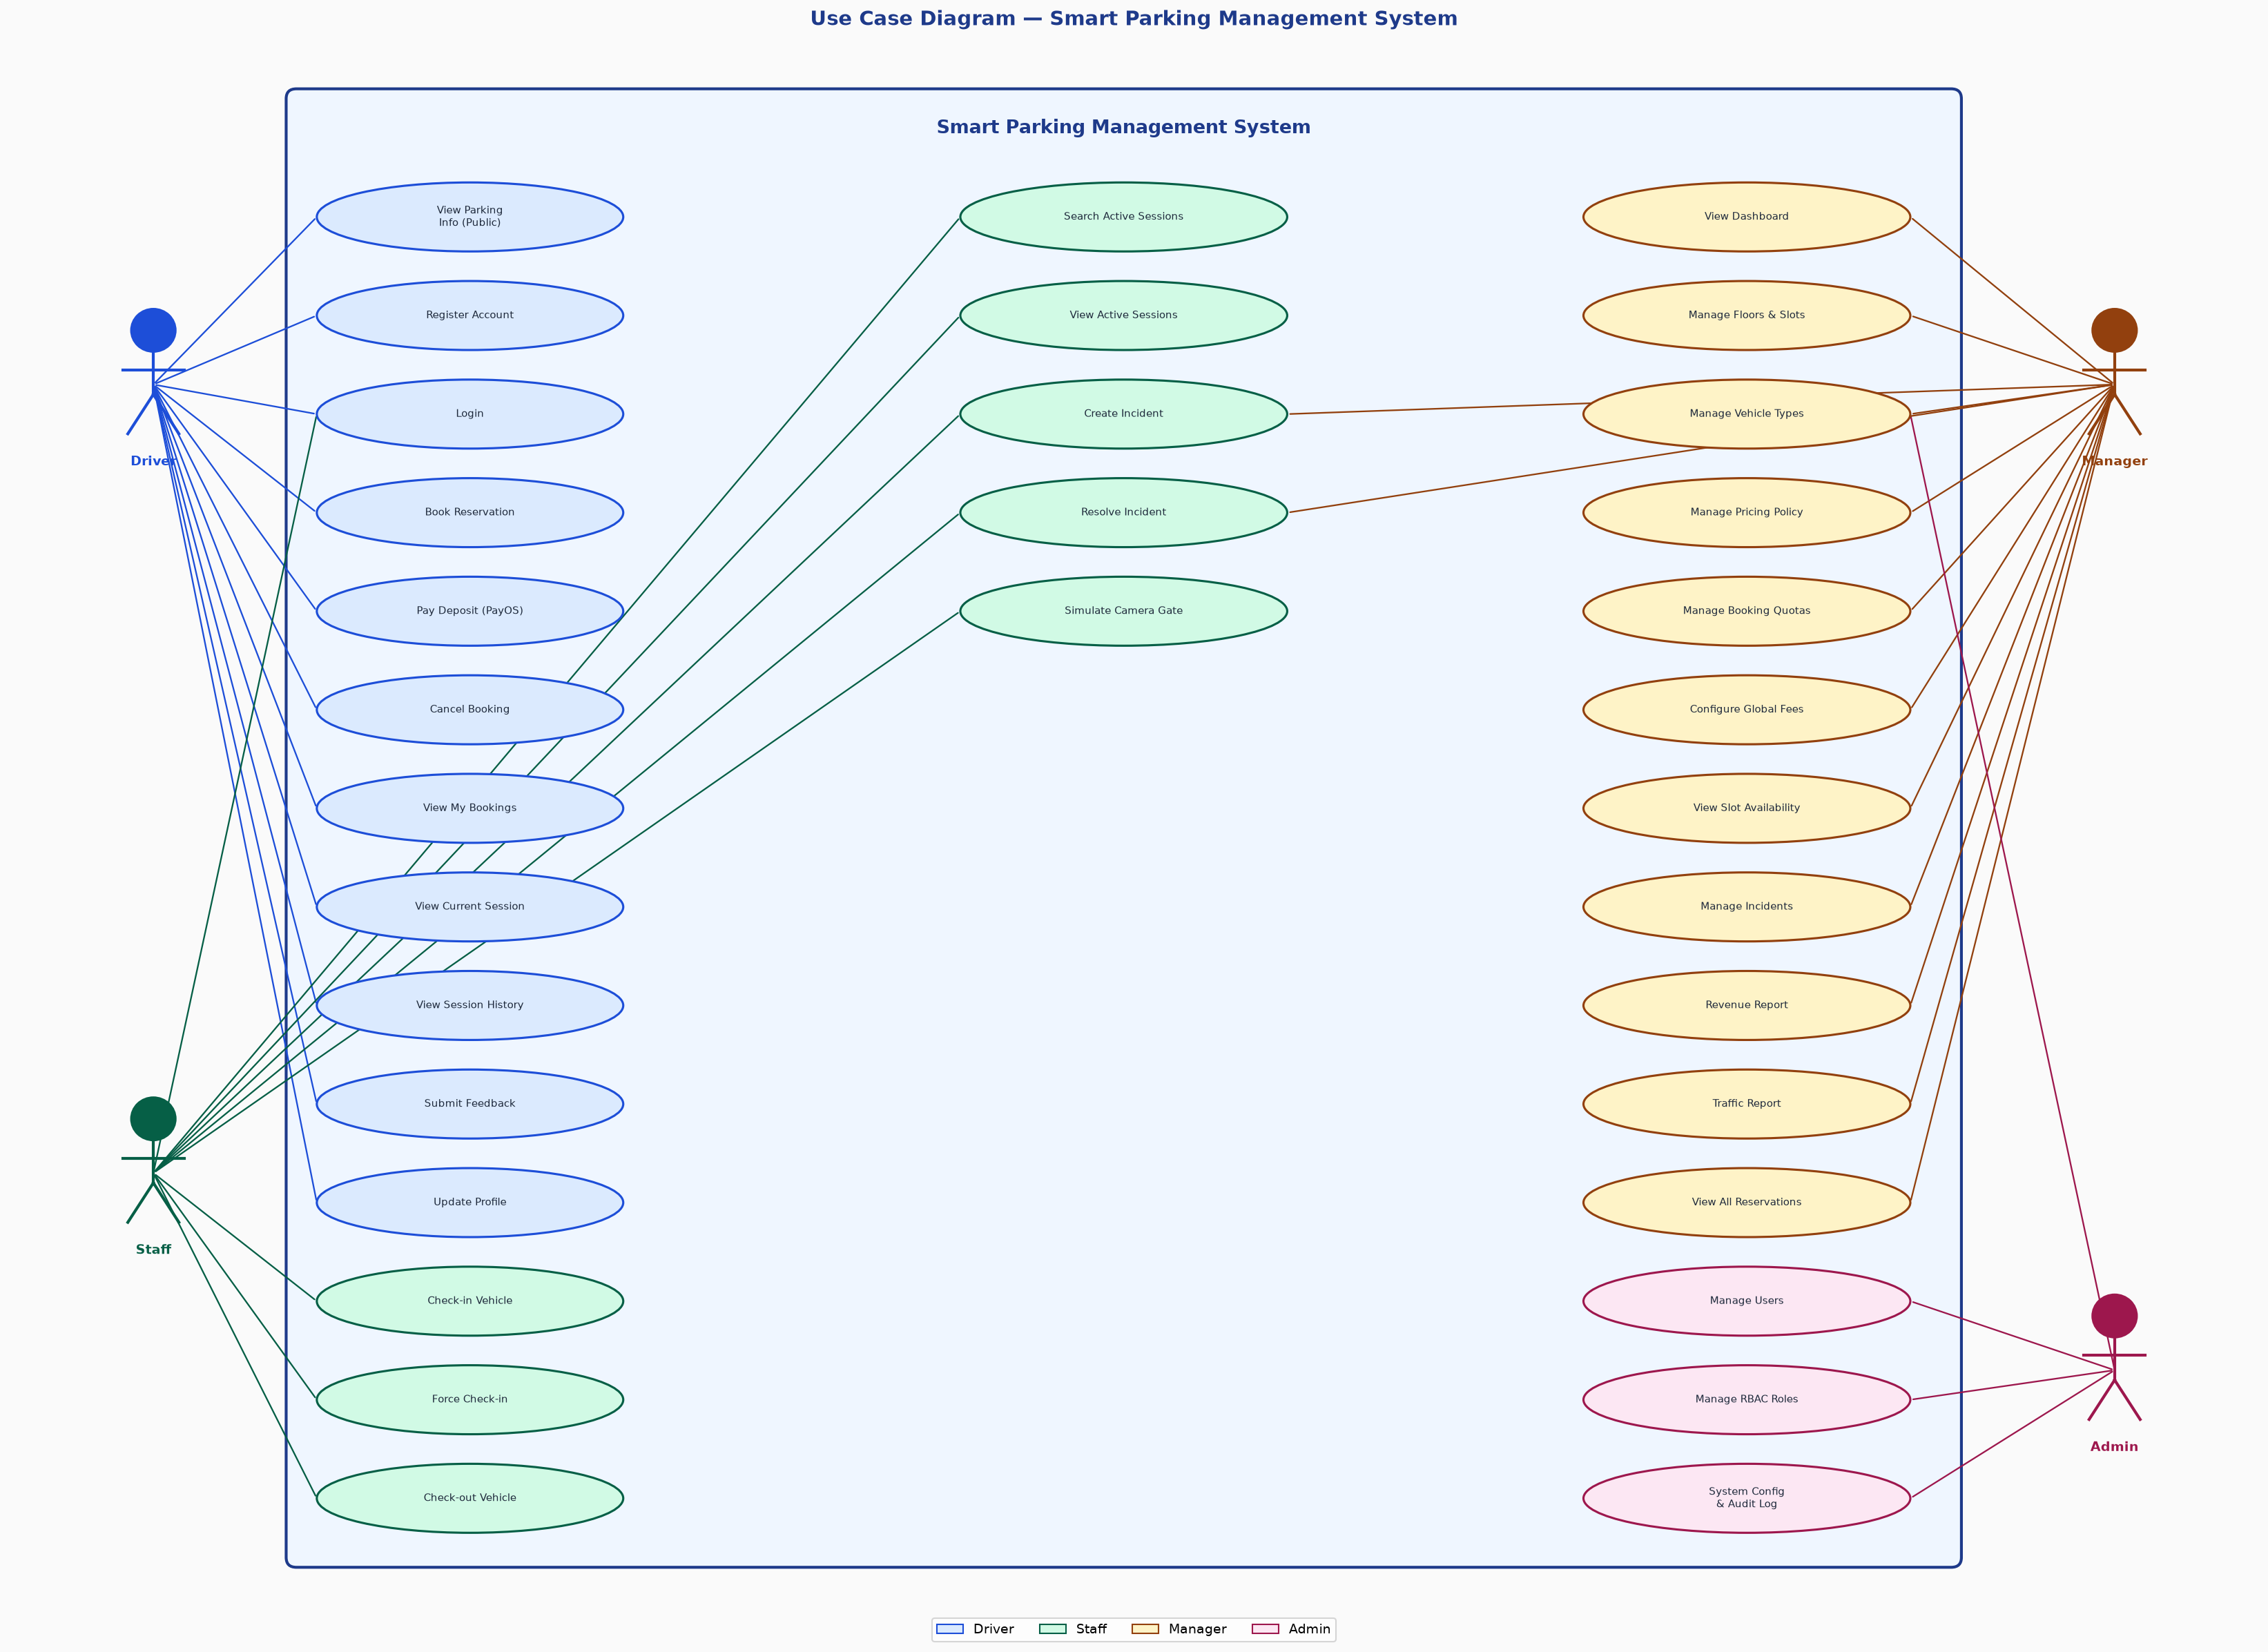 Use Case Diagram — Smart Parking Management System
Smart Parking Management System
View Parking
Info (Public)
Register Account
Login
Book Reservation
Pay Deposit (PayOS)
Cancel Booking
View My Bookings
View Current Session
View Session History
Submit Feedback
Update Profile
Check-in Vehicle
Force Check-in
Check-out Vehicle
Search Active Sessions
View Active Sessions
Create Incident
Resolve Incident
Simulate Camera Gate
View Dashboard
Manage Floors & Slots
Manage Vehicle Types
Manage Pricing Policy
Manage Booking Quotas
Configure Global Fees
View Slot Availability
Manage Incidents
Revenue Report
Traffic Report
View All Reservations
Manage Users
Manage RBAC Roles
System Config
& Audit Log
Driver
Staff
Manager
Admin
Driver
Staff
Manager
Admin